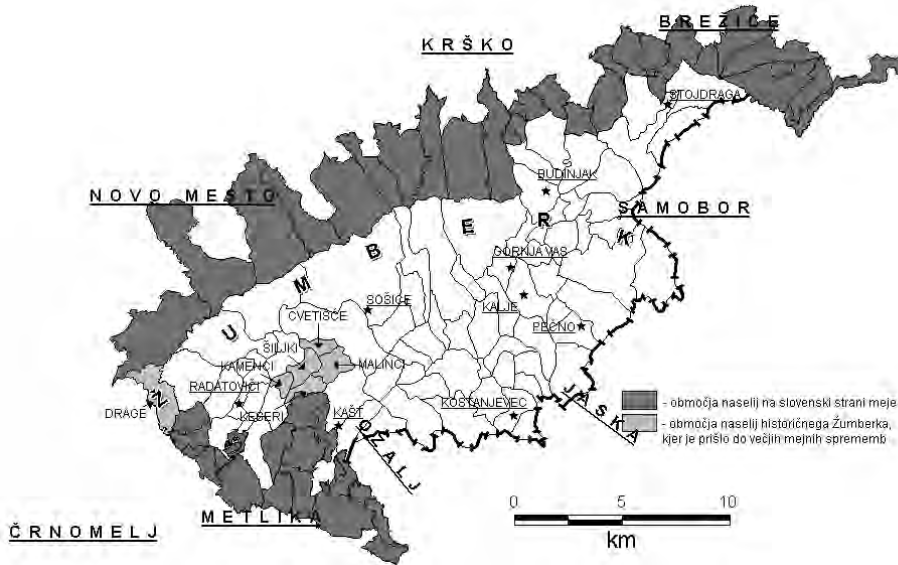 BREŽICE
KRŠKO
STOJDRAGA
BUDINJAK
NOVO MESTO
SAMOBOR
ŽUMBERK
GORNJA VAS
SOŠICE
KALJE
CVETIŠĆE
PEČNO
ŠILJKI
KAMENCI
MALINCI
RADATOVIĆI
DRAGE
KEŠERI
KAŠT
KOSTANJEVEC
JASKA
OZALJ
- območja naselij na slovenski strani meje
- območja naselij historičnega Žumberka,
kjer je prišlo do večjih mejnih sprememb
METLIKA
ČRNOMELJ
0 5 10
km